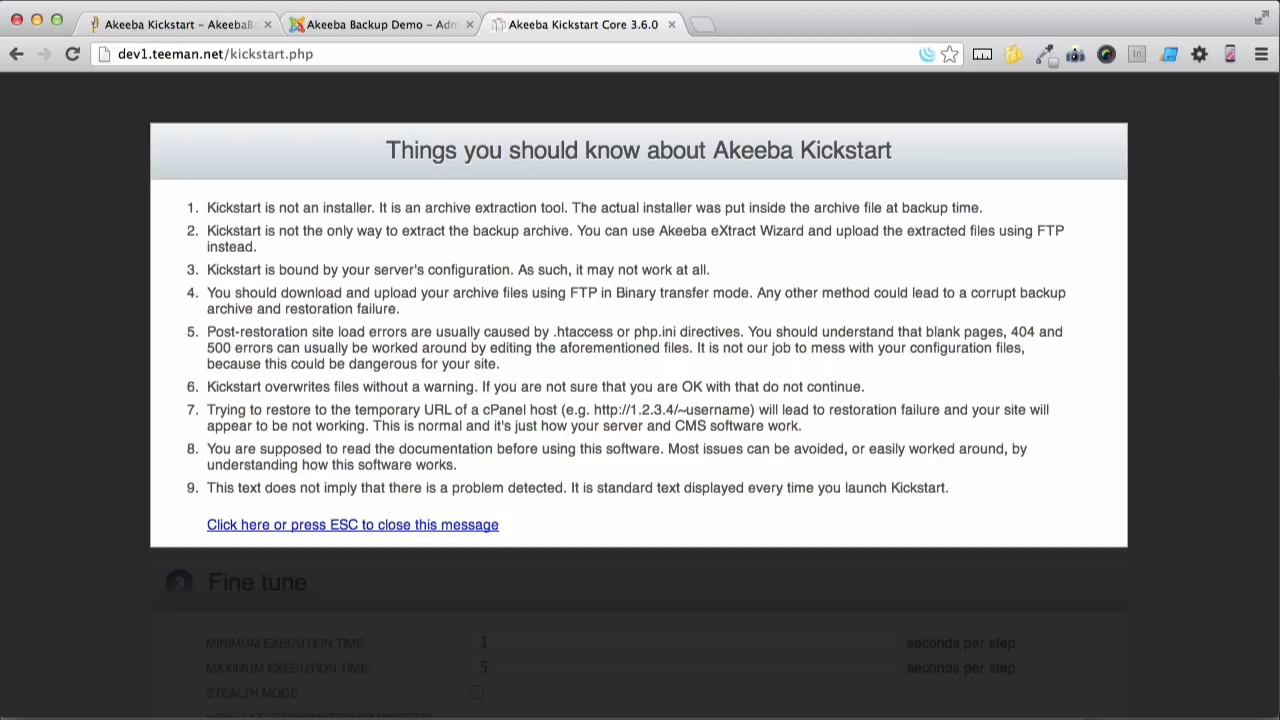 Akeeba Kickstart – AkeebaBa
Akeeba Backup Demo – Adm
Akeeba Kickstart Core 3.6.0
dev1.teeman.net/kickstart.php
Things you should know about Akeeba Kickstart
1. Kickstart is not an installer. It is an archive extraction tool. The actual installer was put inside the archive file at backup time.
2. Kickstart is not the only way to extract the backup archive. You can use Akeeba eXtract Wizard and upload the extracted files using FTP
instead.
3. Kickstart is bound by your server's configuration. As such, it may not work at all.
4. You should download and upload your archive files using FTP in Binary transfer mode. Any other method could lead to a corrupt backup
archive and restoration failure.
5. Post-restoration site load errors are usually caused by .htaccess or php.ini directives. You should understand that blank pages, 404 and
500 errors can usually be worked around by editing the aforementioned files. It is not our job to mess with your configuration files,
because this could be dangerous for your site.
6. Kickstart overwrites files without a warning. If you are not sure that you are OK with that do not continue.
7. Trying to restore to the temporary URL of a cPanel host (e.g. http://1.2.3.4/~username) will lead to restoration failure and your site will
appear to be not working. This is normal and it's just how your server and CMS software work.
8. You are supposed to read the documentation before using this software. Most issues can be avoided, or easily worked around, by
understanding how this software works.
9. This text does not imply that there is a problem detected. It is standard text displayed every time you launch Kickstart.
Click here or press ESC to close this message
Fine tune
MINIMUM EXECUTION TIME: 1 seconds per step
MAXIMUM EXECUTION TIME: 5 seconds per step
STEALTH MODE